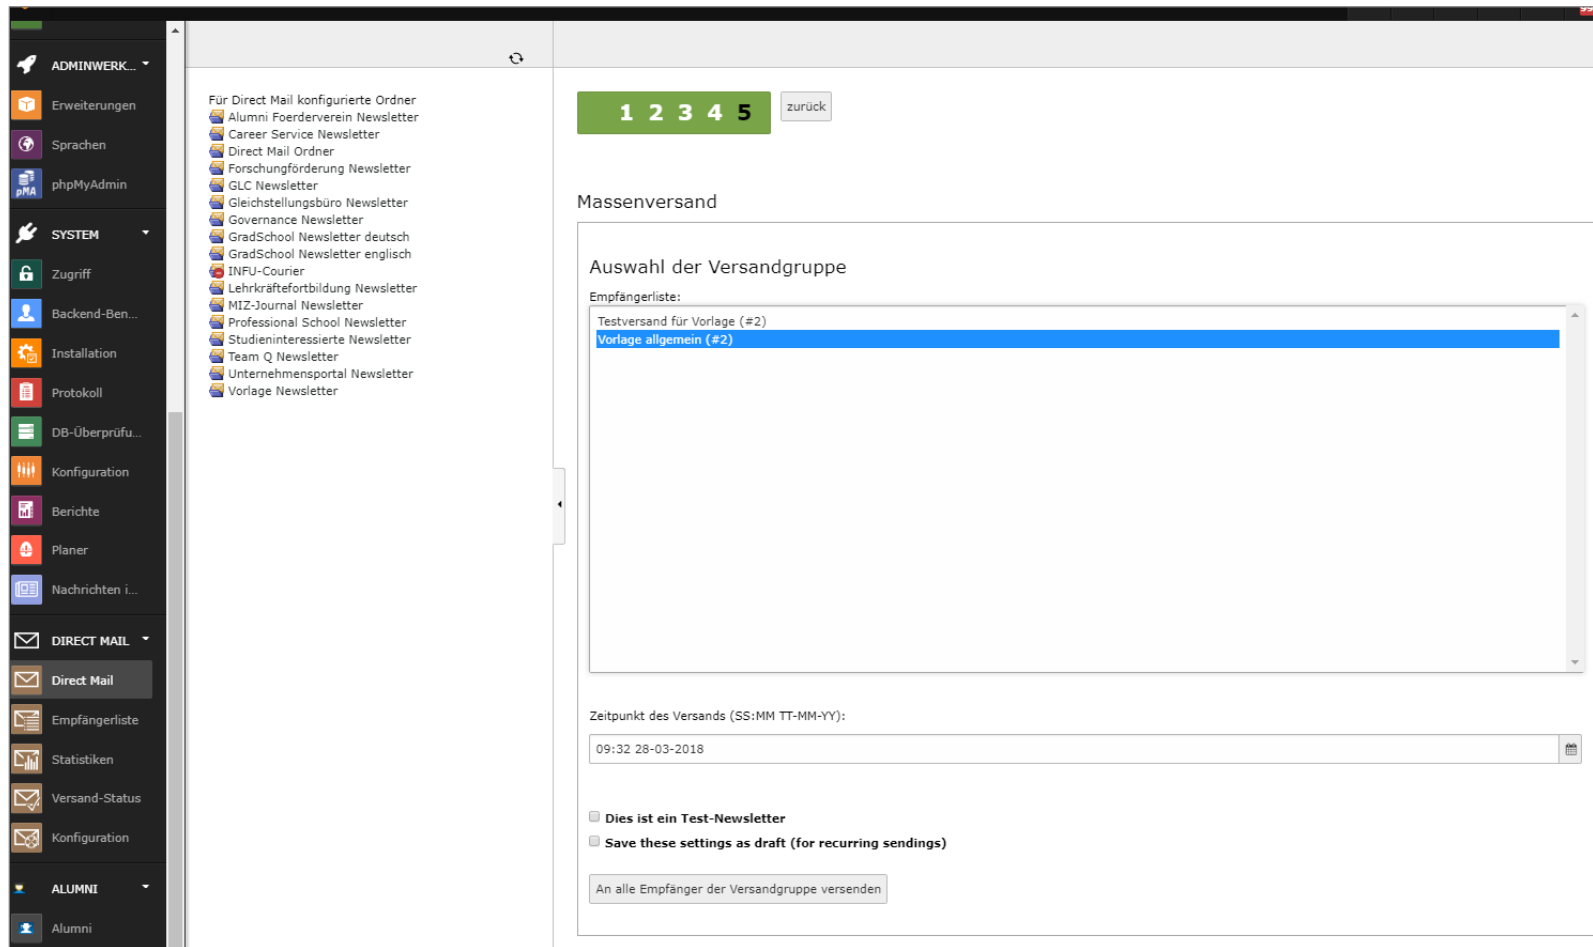 ADMINWERK...
Erweiterungen
Sprachen
pMA
phpMyAdmin
SYSTEM
Zugriff
Backend-Ben...
Installation
Protokoll
DB-Überprüfu...
Konfiguration
Berichte
Planer
Nachrichten i...
DIRECT MAIL
Direct Mail
Empfängerliste
Statistiken
Versand-Status
Konfiguration
ALUMNI
Alumni
Für Direct Mail konfigurierte Ordner
Alumni Foerderverein Newsletter
Career Service Newsletter
Direct Mail Ordner
Forschungförderung Newsletter
GLC Newsletter
Gleichstellungsbüro Newsletter
Governance Newsletter
GradSchool Newsletter deutsch
GradSchool Newsletter englisch
INFU-Courier
Lehrkräftefortbildung Newsletter
MIZ-Journal Newsletter
Professional School Newsletter
Studieninteressierte Newsletter
Team Q Newsletter
Unternehmensportal Newsletter
Vorlage Newsletter
1 2 3 4 5
zurück
Massenversand
Auswahl der Versandgruppe
Empfängerliste:
Testversand für Vorlage (#2)
Vorlage allgemein (#2)
Zeitpunkt des Versands (SS:MM TT-MM-YY):
09:32 28-03-2018
Dies ist ein Test-Newsletter
Save these settings as draft (for recurring sendings)
An alle Empfänger der Versandgruppe versenden